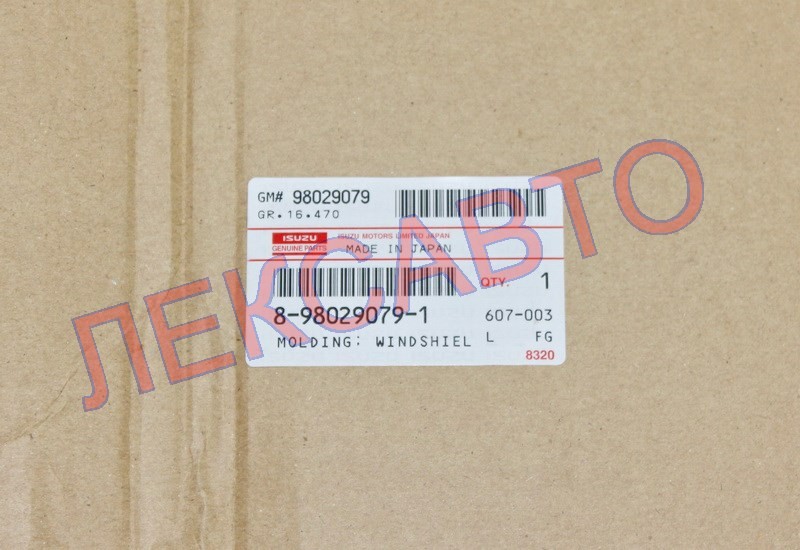 GM# 98029079
GR.16.470
ISUZU
GENUINE PARTS
ISUZU MOTORS LIMITED JAPAN
MADE IN JAPAN
QTY. 1
8-98029079-1 607-003
MOLDING; WINDSHIEL L FG
8320
ЛЕКСАВТО